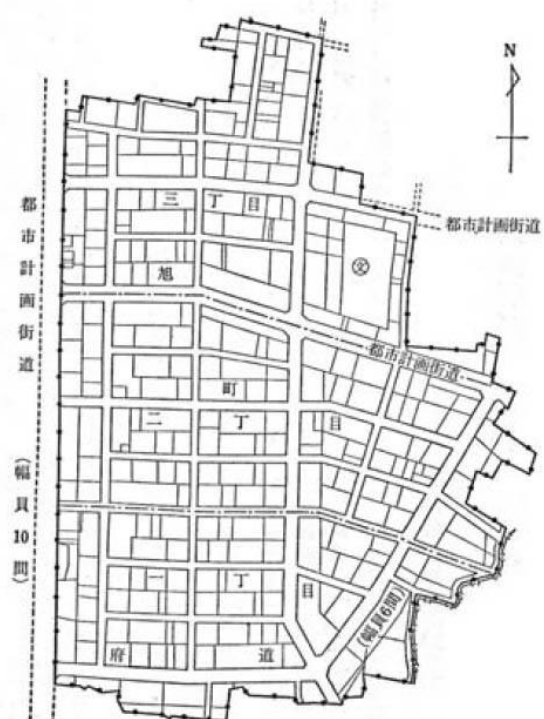 N
都市計画街道
三丁目
文
旭
都市計画街道
都市計画街道
(幅員10間)
町
二丁目
一丁目
(幅員6間)
府道